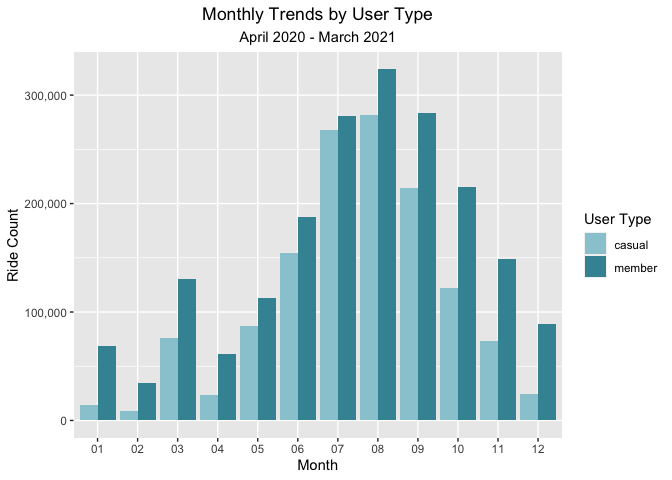 Monthly Trends by User Type
April 2020 - March 2021
Ride Count
300,000
200,000
100,000
0
01 02 03 04 05 06 07 08 09 10 11 12
Month
User Type
casual
member